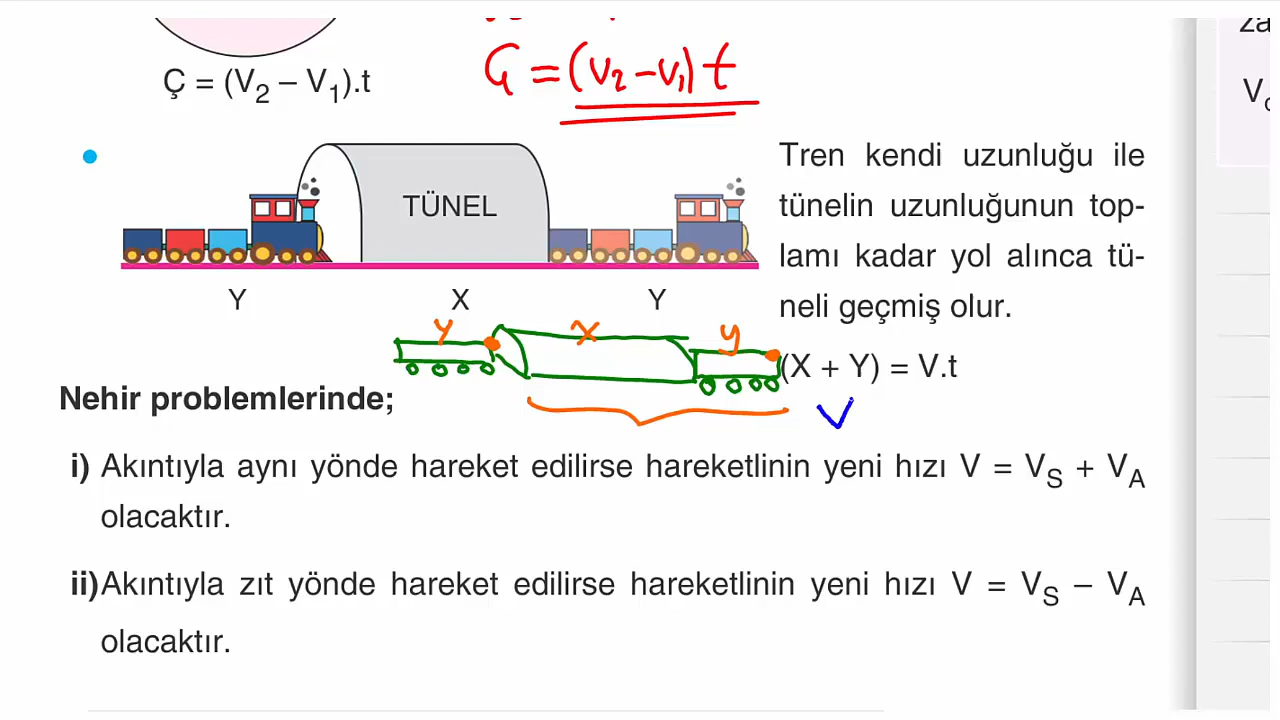 Ç = (V2 – V1).t
Ç = (V2 – V1) t
TÜNEL
Y X Y
Tren kendi uzunluğu ile
tünelin uzunluğunun top-
lamı kadar yol alınca tü-
neli geçmiş olur.
y x y
(X + Y) = V.t
V
Nehir problemlerinde;
i) Akıntıyla aynı yönde hareket edilirse hareketlinin yeni hızı V = VS + VA
olacaktır.
ii)Akıntıyla zıt yönde hareket edilirse hareketlinin yeni hızı V = VS – VA
olacaktır.
za